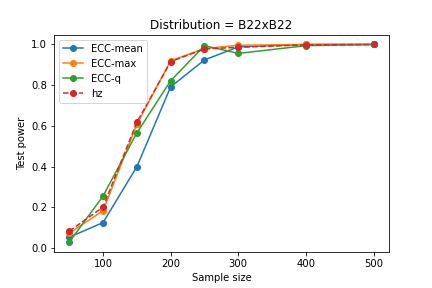 Distribution = B22xB22
1.0
0.8
0.6
0.4
0.2
0.0
Test power
ECC-mean
ECC-max
ECC-q
hz
100
200
300
400
500
Sample size